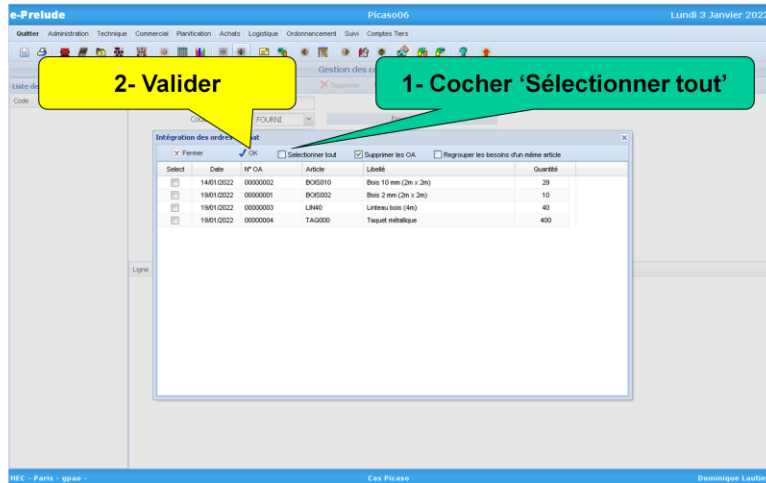 e-Prelude Picaso06 Lundi 3 Janvier 2022
Quitter Administration Technique Commercial Planification Achats Logistique Ordonnancement Suivi Comptes Tiers
2- Valider
1- Cocher ‘Sélectionner tout’
Gestion des co
Liste de
Supprimer
Code
FOURNI
Intégration des ordres
Fermer OK Selectionner tout Supprimer les OA Regrouper les besoins d'un même article
Select Date N° OA Article Libellé Quantité
14/01/2022 00000002 BOIS010 Bois 10 mm (2m x 2m) 29
19/01/2022 00000001 BOIS002 Bois 2 mm (2m x 2m) 10
19/01/2022 00000003 LIN40 Linteau bois (4m) 40
19/01/2022 00000004 TAQ000 Taquet métallique 400
Ligne
HEC - Paris - gpao - Cas Picaso Dominique Lautier